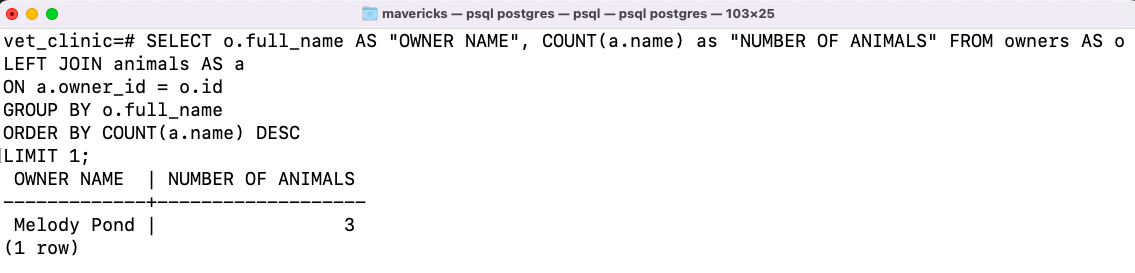 mavericks — psql postgres — psql — psql postgres — 103×25
vet_clinic=# SELECT o.full_name AS "OWNER NAME", COUNT(a.name) as "NUMBER OF ANIMALS" FROM owners AS o
LEFT JOIN animals AS a
ON a.owner_id = o.id
GROUP BY o.full_name
ORDER BY COUNT(a.name) DESC
LIMIT 1;
 OWNER NAME  | NUMBER OF ANIMALS
-------------+-------------------
 Melody Pond |                 3
(1 row)